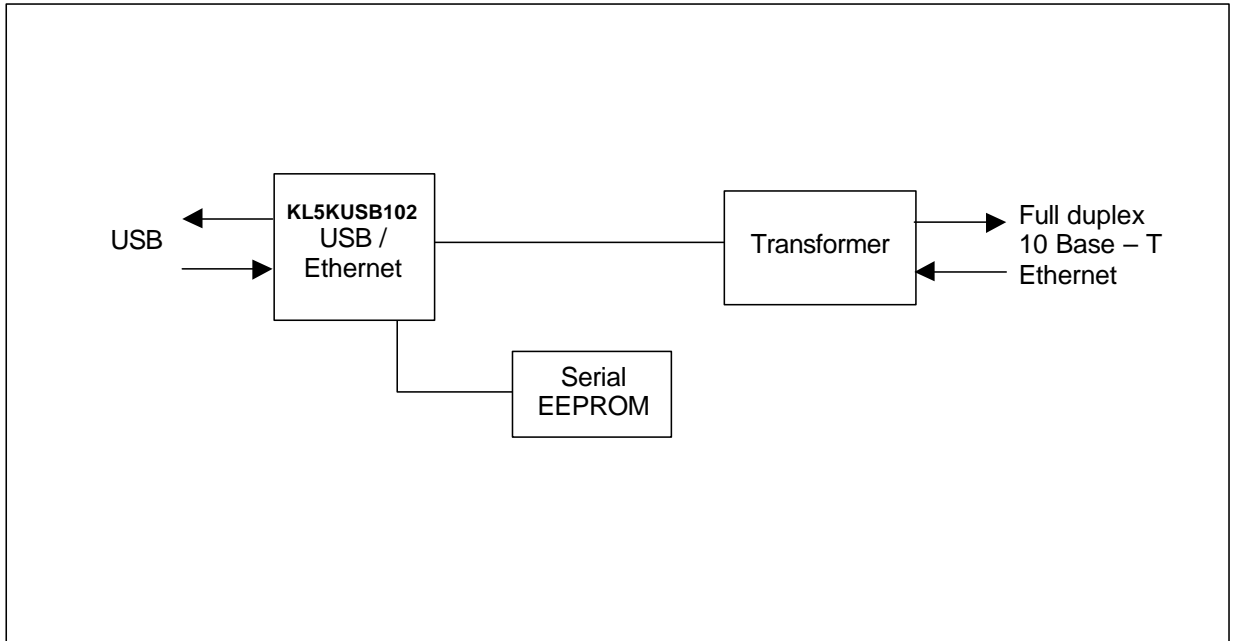 USB
KL5KUSB102
USB /
Ethernet
Transformer
Full duplex
10 Base – T
Ethernet
Serial
EEPROM